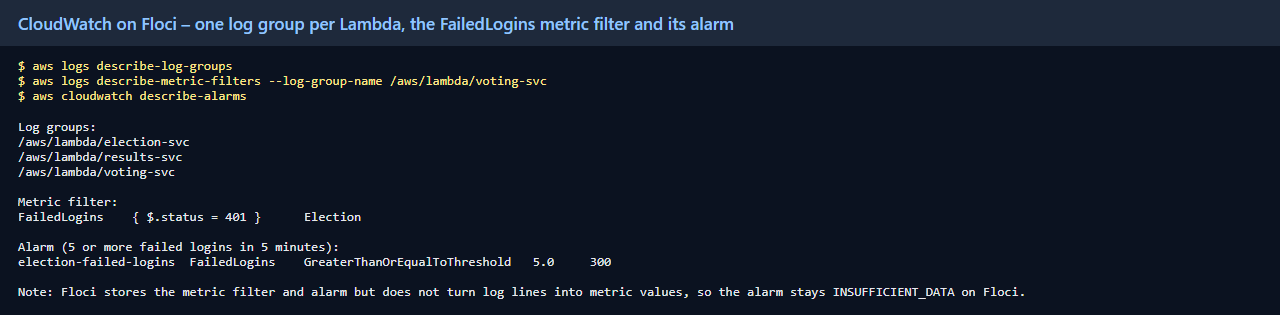 CloudWatch on Floci – one log group per Lambda, the FailedLogins metric filter and its alarm
$ aws logs describe-log-groups
$ aws logs describe-metric-filters --log-group-name /aws/lambda/voting-svc
$ aws cloudwatch describe-alarms
Log groups:
/aws/lambda/election-svc
/aws/lambda/results-svc
/aws/lambda/voting-svc
Metric filter:
FailedLogins    { $.status = 401 }      Election
Alarm (5 or more failed logins in 5 minutes):
election-failed-logins  FailedLogins    GreaterThanOrEqualToThreshold   5.0     300
Note: Floci stores the metric filter and alarm but does not turn log lines into metric values, so the alarm stays INSUFFICIENT_DATA on Floci.